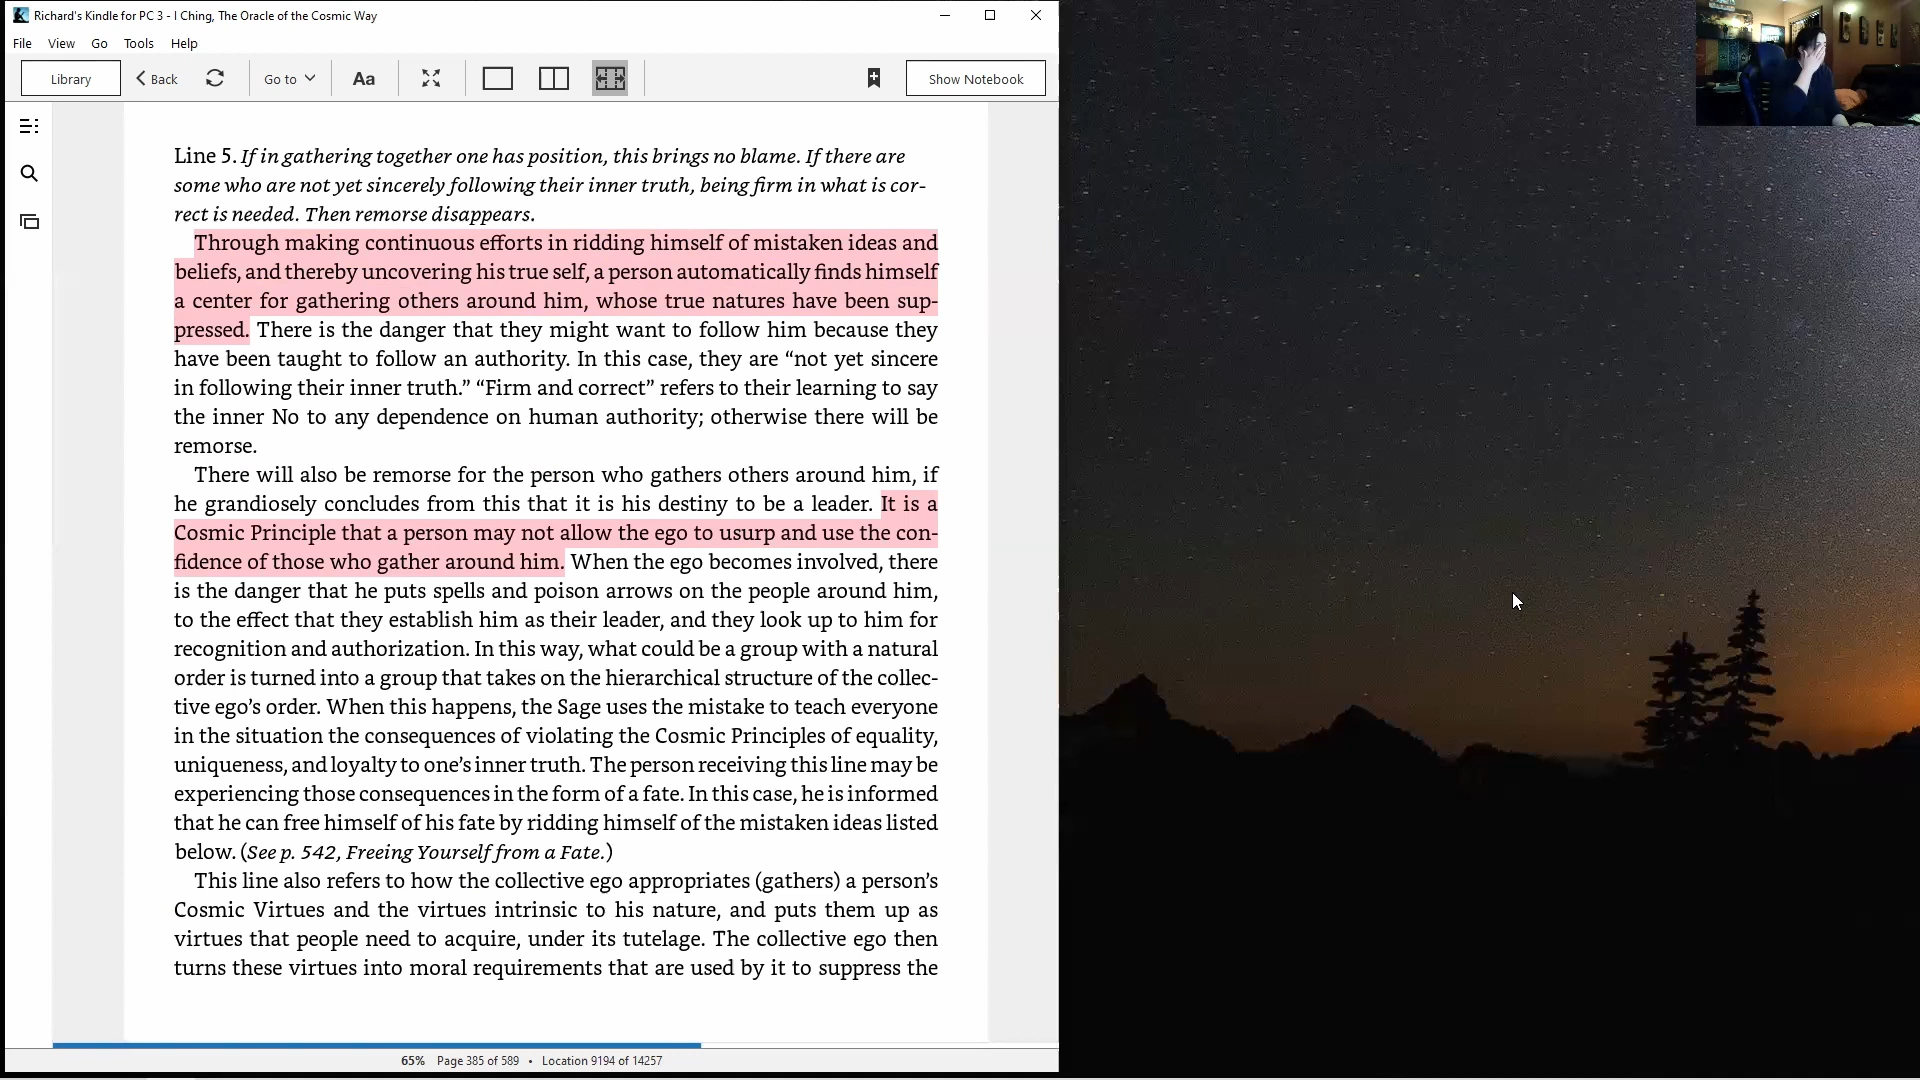 Richard's Kindle for PC 3 - I Ching, The Oracle of the Cosmic Way
File View Go Tools Help
Library Back Go to Aa Show Notebook
Line 5. If in gathering together one has position, this brings no blame. If there are
some who are not yet sincerely following their inner truth, being firm in what is cor-
rect is needed. Then remorse disappears.
Through making continuous efforts in ridding himself of mistaken ideas and
beliefs, and thereby uncovering his true self, a person automatically finds himself
a center for gathering others around him, whose true natures have been sup-
pressed. There is the danger that they might want to follow him because they
have been taught to follow an authority. In this case, they are “not yet sincere
in following their inner truth.” “Firm and correct” refers to their learning to say
the inner No to any dependence on human authority; otherwise there will be
remorse.
There will also be remorse for the person who gathers others around him, if
he grandiosely concludes from this that it is his destiny to be a leader. It is a
Cosmic Principle that a person may not allow the ego to usurp and use the con-
fidence of those who gather around him. When the ego becomes involved, there
is the danger that he puts spells and poison arrows on the people around him,
to the effect that they establish him as their leader, and they look up to him for
recognition and authorization. In this way, what could be a group with a natural
order is turned into a group that takes on the hierarchical structure of the collec-
tive ego’s order. When this happens, the Sage uses the mistake to teach everyone
in the situation the consequences of violating the Cosmic Principles of equality,
uniqueness, and loyalty to one’s inner truth. The person receiving this line may be
experiencing those consequences in the form of a fate. In this case, he is informed
that he can free himself of his fate by ridding himself of the mistaken ideas listed
below. (See p. 542, Freeing Yourself from a Fate.)
This line also refers to how the collective ego appropriates (gathers) a person’s
Cosmic Virtues and the virtues intrinsic to his nature, and puts them up as
virtues that people need to acquire, under its tutelage. The collective ego then
turns these virtues into moral requirements that are used by it to suppress the
65% Page 385 of 589 • Location 9194 of 14257